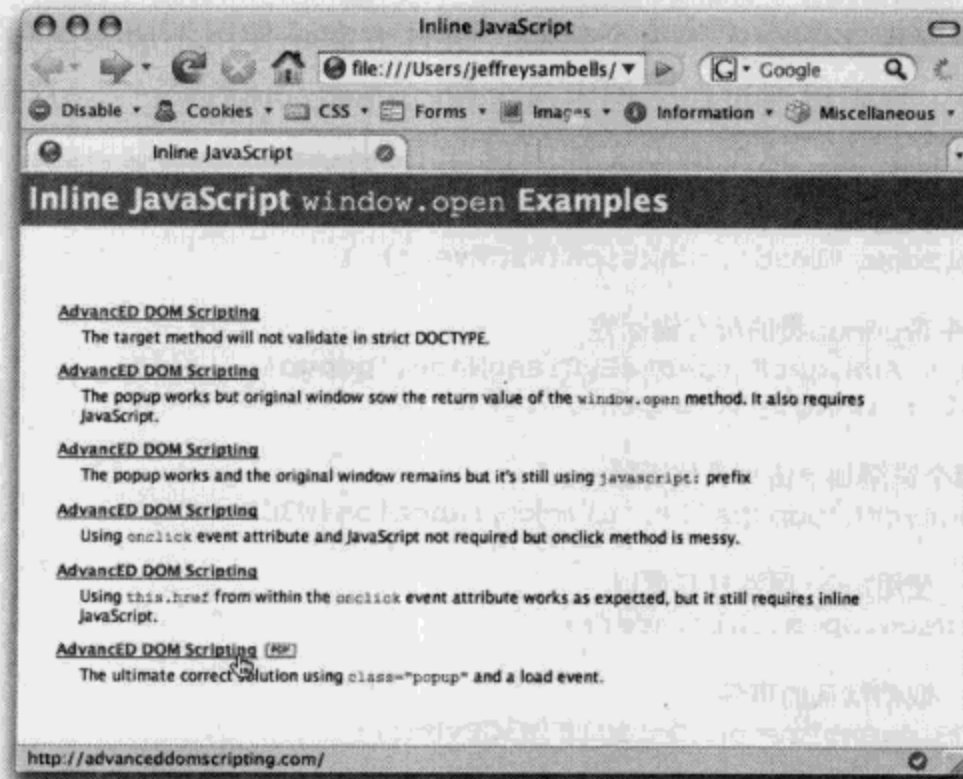 Inline JavaScript
file:///Users/jeffreysambells/
G Google
Disable Cookies CSS Forms Images Information Miscellaneous
Inline JavaScript
Inline JavaScript window.open Examples
AdvancED DOM Scripting
The target method will not validate in strict DOCTYPE.
AdvancED DOM Scripting
The popup works but original window sow the return value of the window.open method. It also requires
JavaScript.
AdvancED DOM Scripting
The popup works and the original window remains but it's still using javascript: prefix
AdvancED DOM Scripting
Using onclick event attribute and JavaScript not required but onclick method is messy.
AdvancED DOM Scripting
Using this.href from within the onclick event attribute works as expected, but it still requires inline
JavaScript.
AdvancED DOM Scripting
The ultimate correct solution using class="popup" and a load event.
http://advanceddomscripting.com/